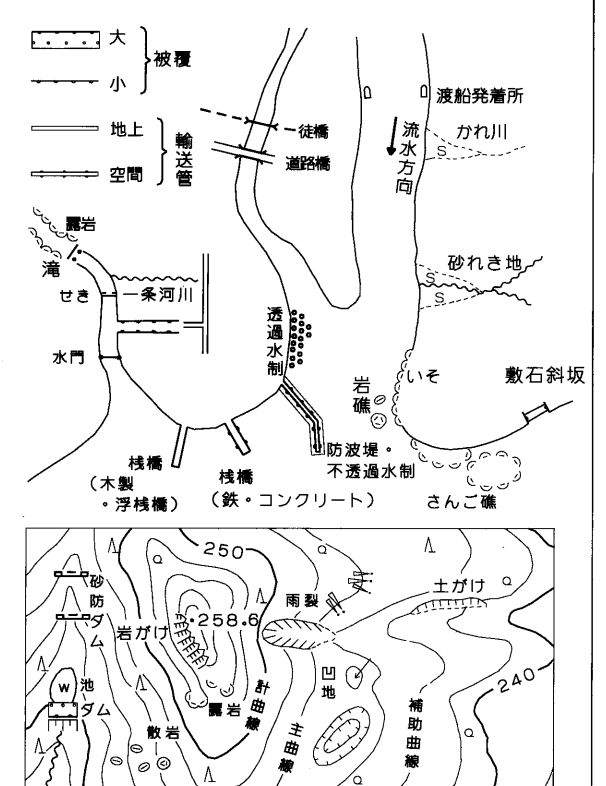 大
小
被覆
地上
空間
輸送管
徒橋
道路橋
渡船発着所
流水方向
かれ川
S
砂れき地
S
S
露岩
滝
せき
一条河川
水門
透過水制
岩礁
いそ
敷石斜坂
桟橋
(木製
・浮桟橋)
桟橋
(鉄・コンクリート)
防波堤・
不透過水制
さんご礁
250
Q
Q
砂防ダム
岩がけ
・258.6
雨裂
土がけ
W
池
ダム
散岩
露岩
計曲線
主曲線
凹地
補助曲線
240
Q
Q